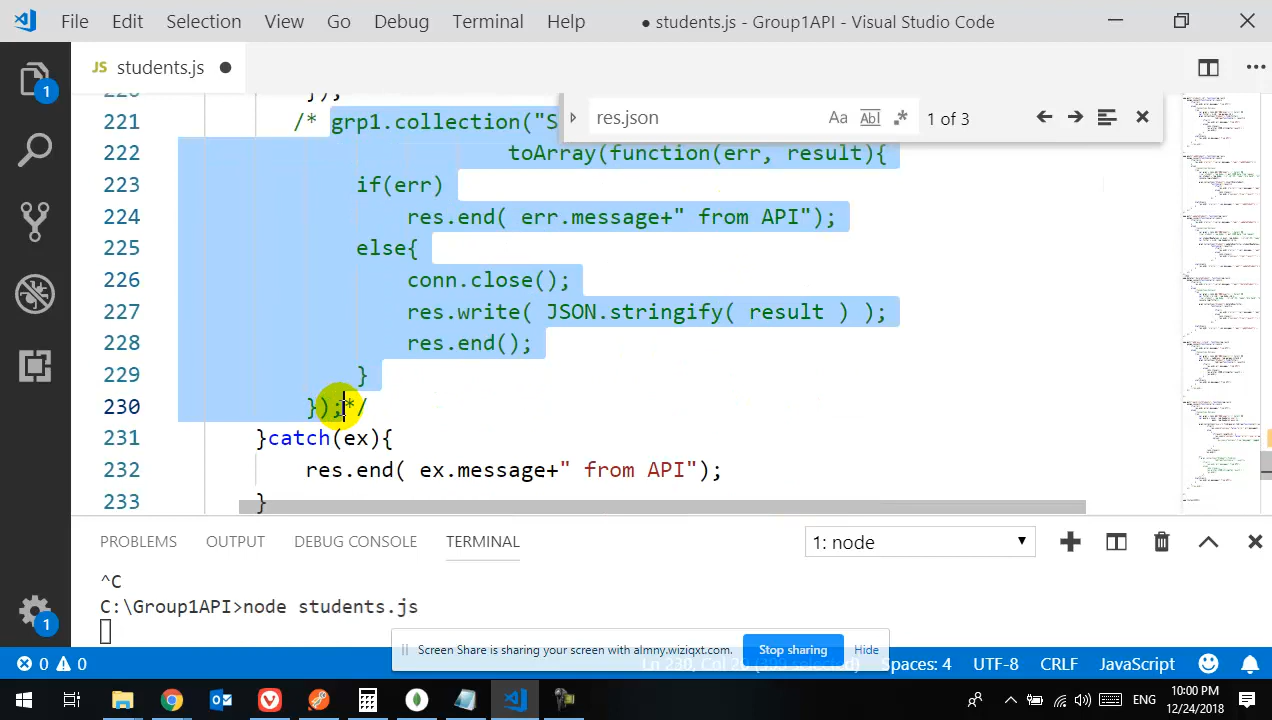 File Edit Selection View Go Debug Terminal Help ● students.js - Group1API - Visual Studio Code
JS students.js ●
1
res.json Aa Abl .* 1 of 3
220 });
221 /* grp1.collection("S
222 toArray(function(err, result){
223 if(err)
224 res.end( err.message+" from API");
225 else{
226 conn.close();
227 res.write( JSON.stringify( result ) );
228 res.end();
229 }
230 });*/
231 }catch(ex){
232 res.end( ex.message+" from API");
233 }
PROBLEMS OUTPUT DEBUG CONSOLE TERMINAL 1: node
^C
C:\Group1API>node students.js
1
Screen Share is sharing your screen with almny.wiziqxt.com. Stop sharing Hide
0 0 Spaces: 4 UTF-8 CRLF JavaScript
ENG 10:00 PM
12/24/2018